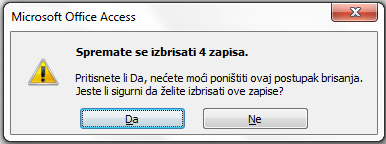 Microsoft Office Access
Spremate se izbrisati 4 zapisa.
Pritisnete li Da, nećete moći poništiti ovaj postupak brisanja.
Jeste li sigurni da želite izbrisati ove zapise?
Da
Ne